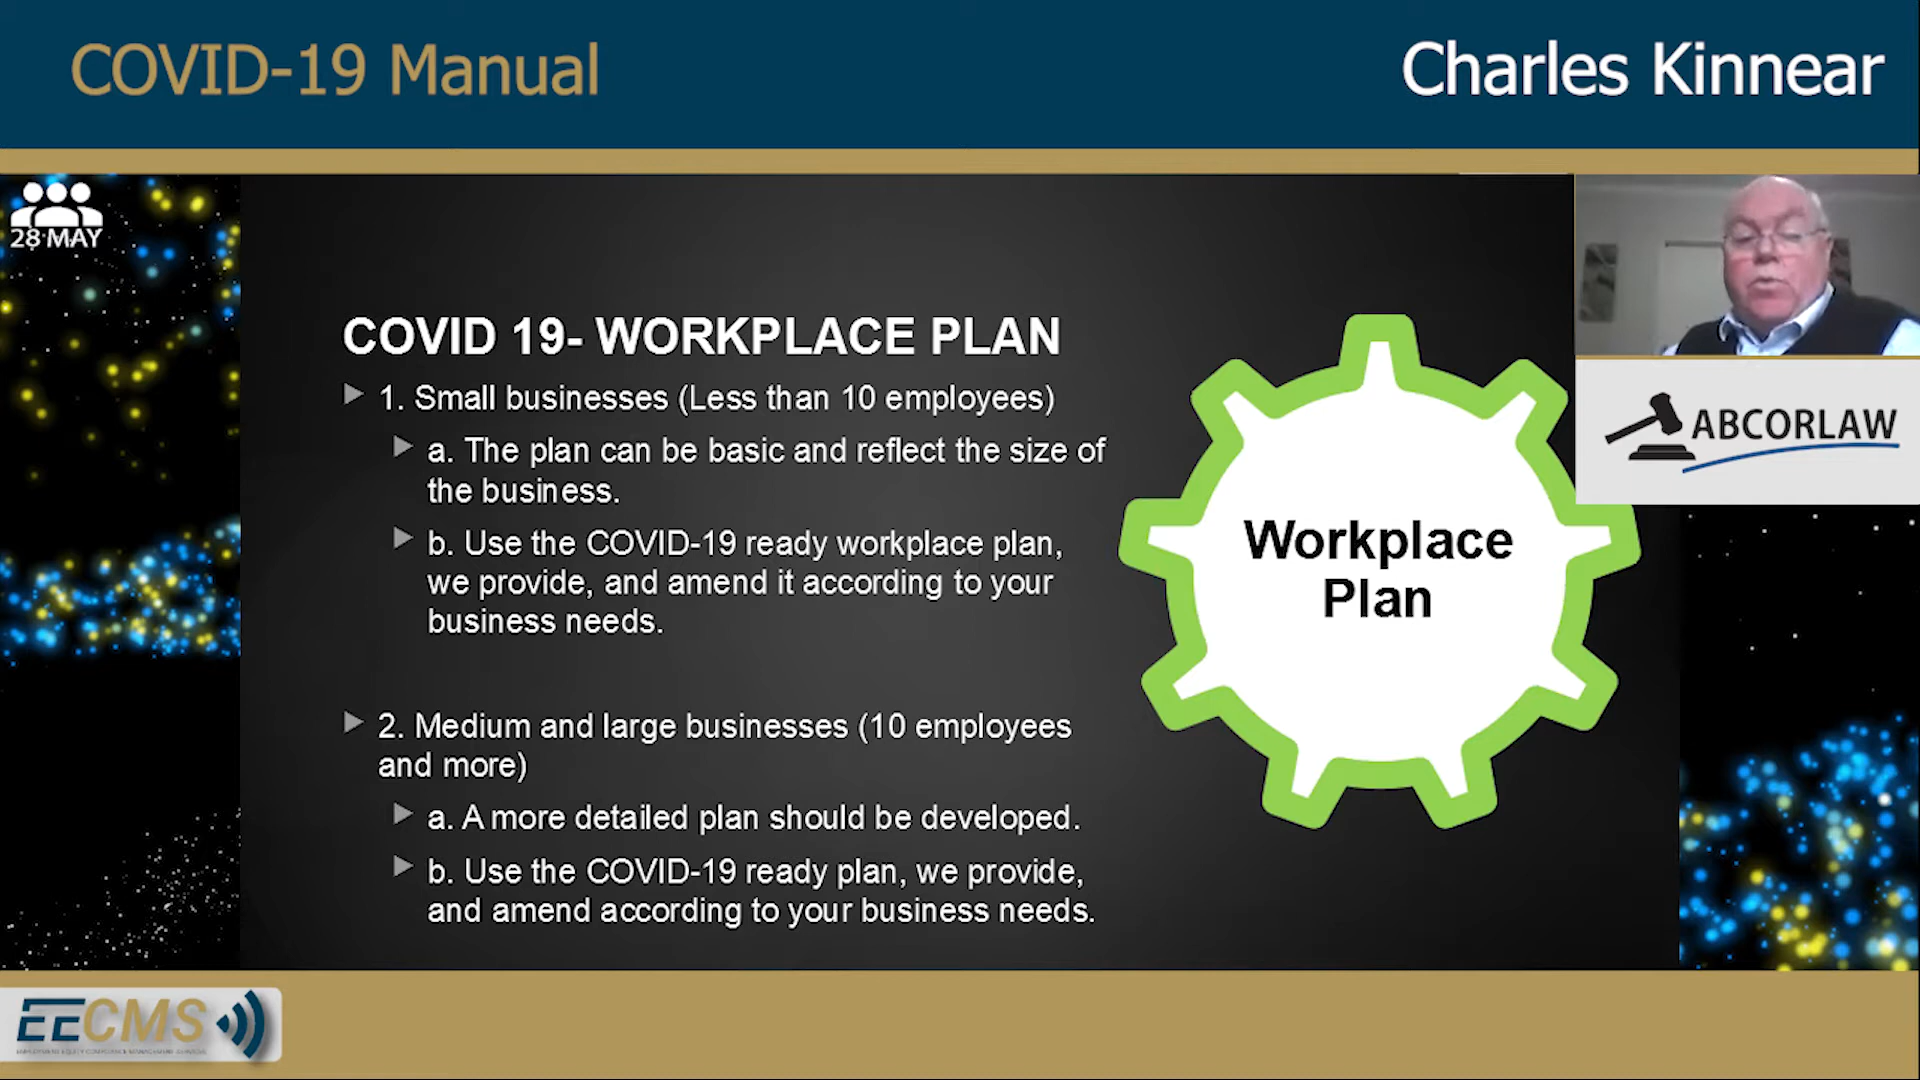 COVID-19 Manual
Charles Kinnear
28 MAY
COVID 19- WORKPLACE PLAN
1. Small businesses (Less than 10 employees)
a. The plan can be basic and reflect the size of
the business.
b. Use the COVID-19 ready workplace plan,
we provide, and amend it according to your
business needs.
2. Medium and large businesses (10 employees
and more)
a. A more detailed plan should be developed.
b. Use the COVID-19 ready plan, we provide,
and amend according to your business needs.
Workplace
Plan
ABCORLAW
EECMS